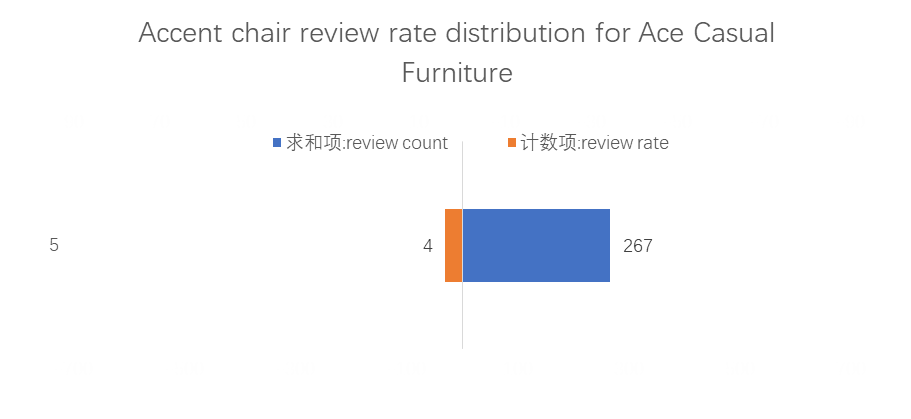 Accent chair review rate distribution for Ace Casual
Furniture
求和项:review count
计数项:review rate
5
4
267